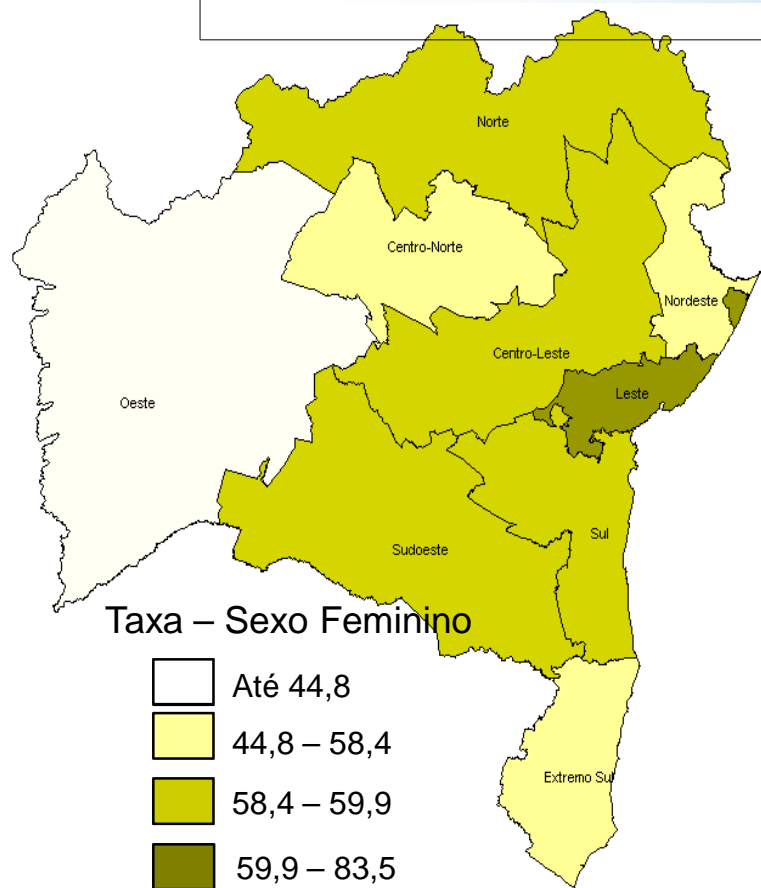 Norte
Centro-Norte
Nordeste
Centro-Leste
Leste
Oeste
Sul
Sudoeste
Extremo Sul
Taxa – Sexo Feminino
Até 44,8
44,8 – 58,4
58,4 – 59,9
59,9 – 83,5